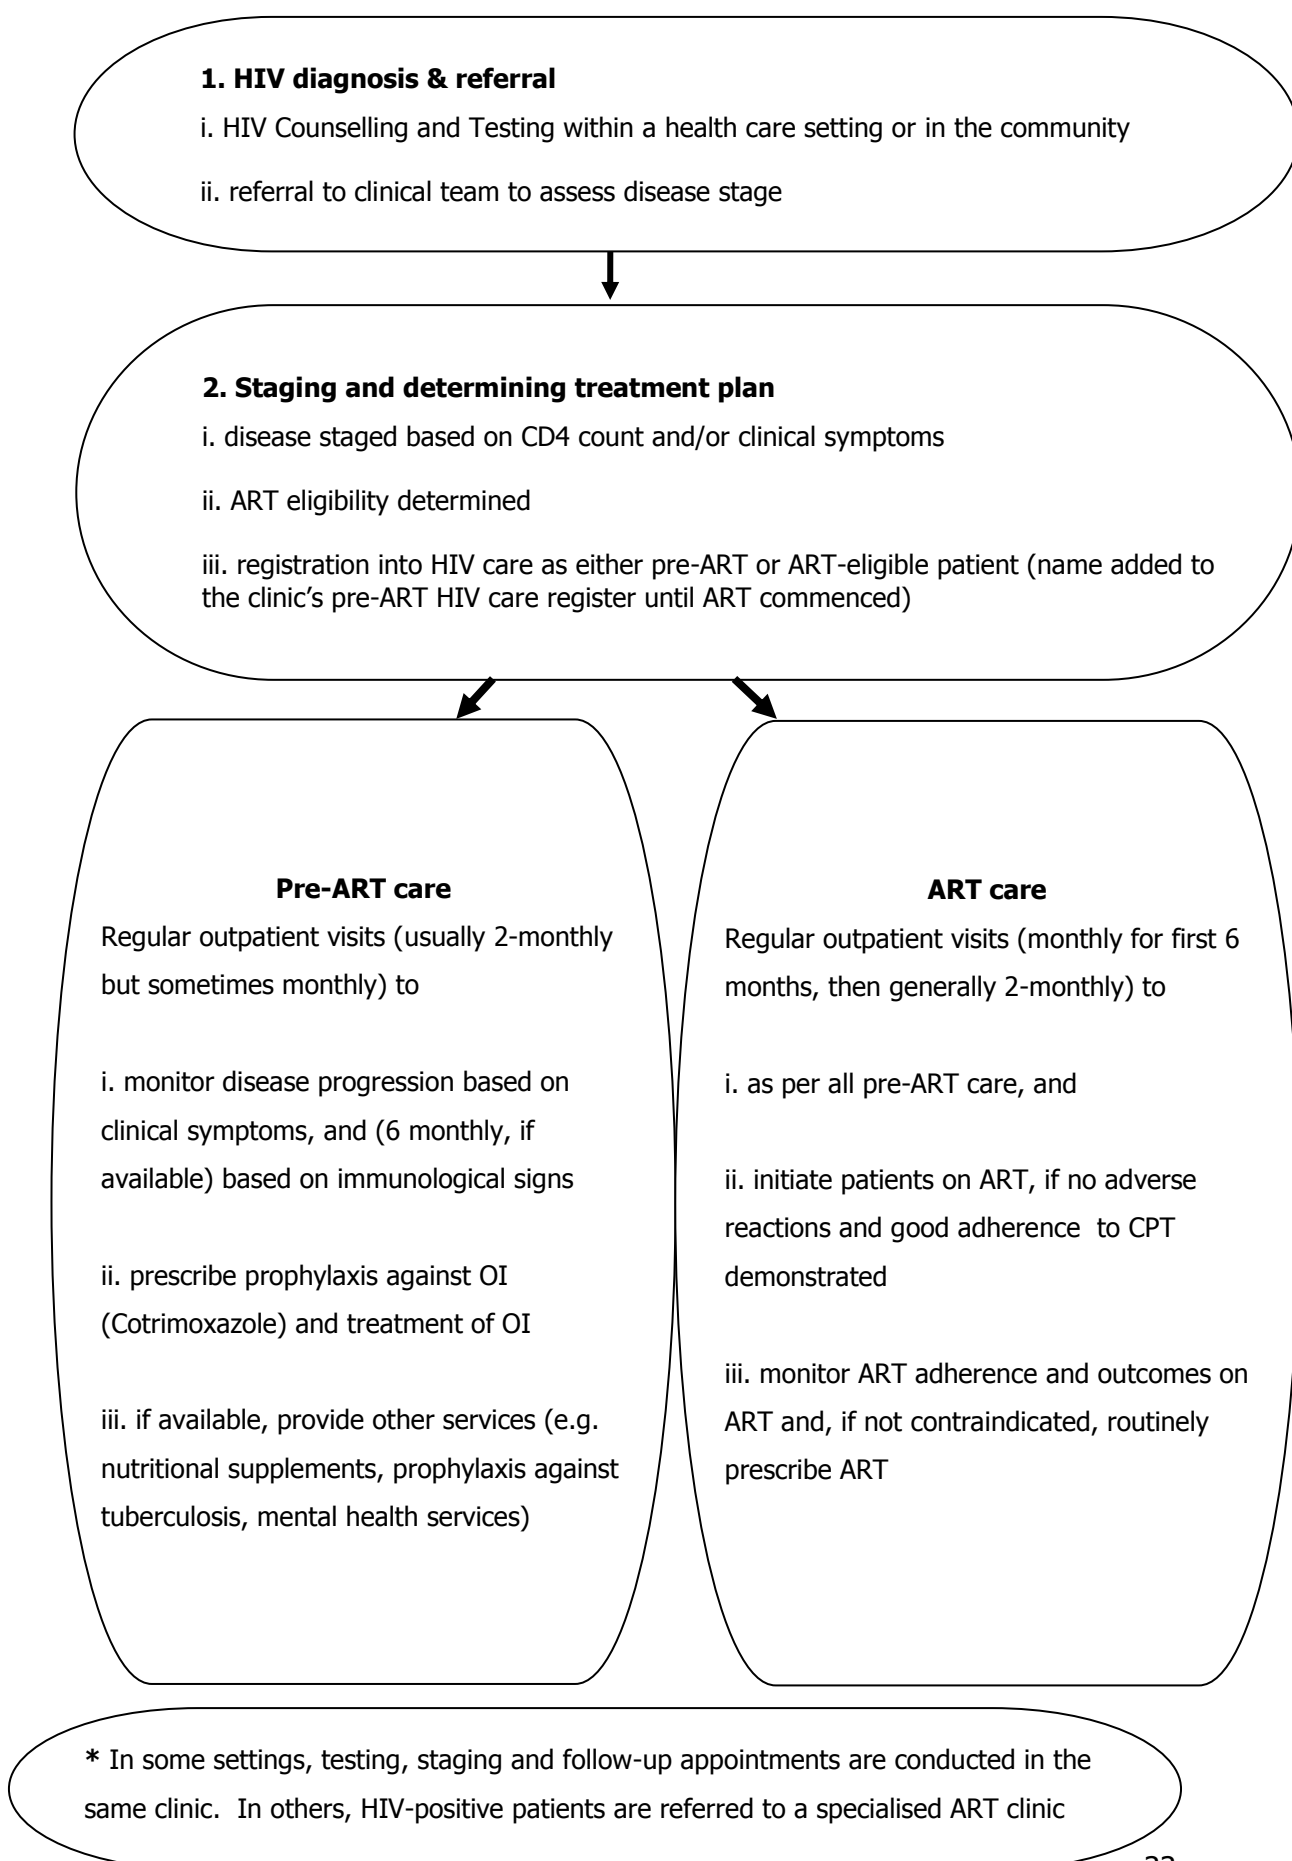 1. HIV diagnosis & referral
i. HIV Counselling and Testing within a health care setting or in the community
ii. referral to clinical team to assess disease stage
2. Staging and determining treatment plan
i. disease staged based on CD4 count and/or clinical symptoms
ii. ART eligibility determined
iii. registration into HIV care as either pre-ART or ART-eligible patient (name added to
the clinic’s pre-ART HIV care register until ART commenced)
Pre-ART care
Regular outpatient visits (usually 2-monthly
but sometimes monthly) to
i. monitor disease progression based on
clinical symptoms, and (6 monthly, if
available) based on immunological signs
ii. prescribe prophylaxis against OI
(Cotrimoxazole) and treatment of OI
iii. if available, provide other services (e.g.
nutritional supplements, prophylaxis against
tuberculosis, mental health services)
ART care
Regular outpatient visits (monthly for first 6
months, then generally 2-monthly) to
i. as per all pre-ART care, and
ii. initiate patients on ART, if no adverse
reactions and good adherence  to CPT
demonstrated
iii. monitor ART adherence and outcomes on
ART and, if not contraindicated, routinely
prescribe ART
* In some settings, testing, staging and follow-up appointments are conducted in the
same clinic.  In others, HIV-positive patients are referred to a specialised ART clinic